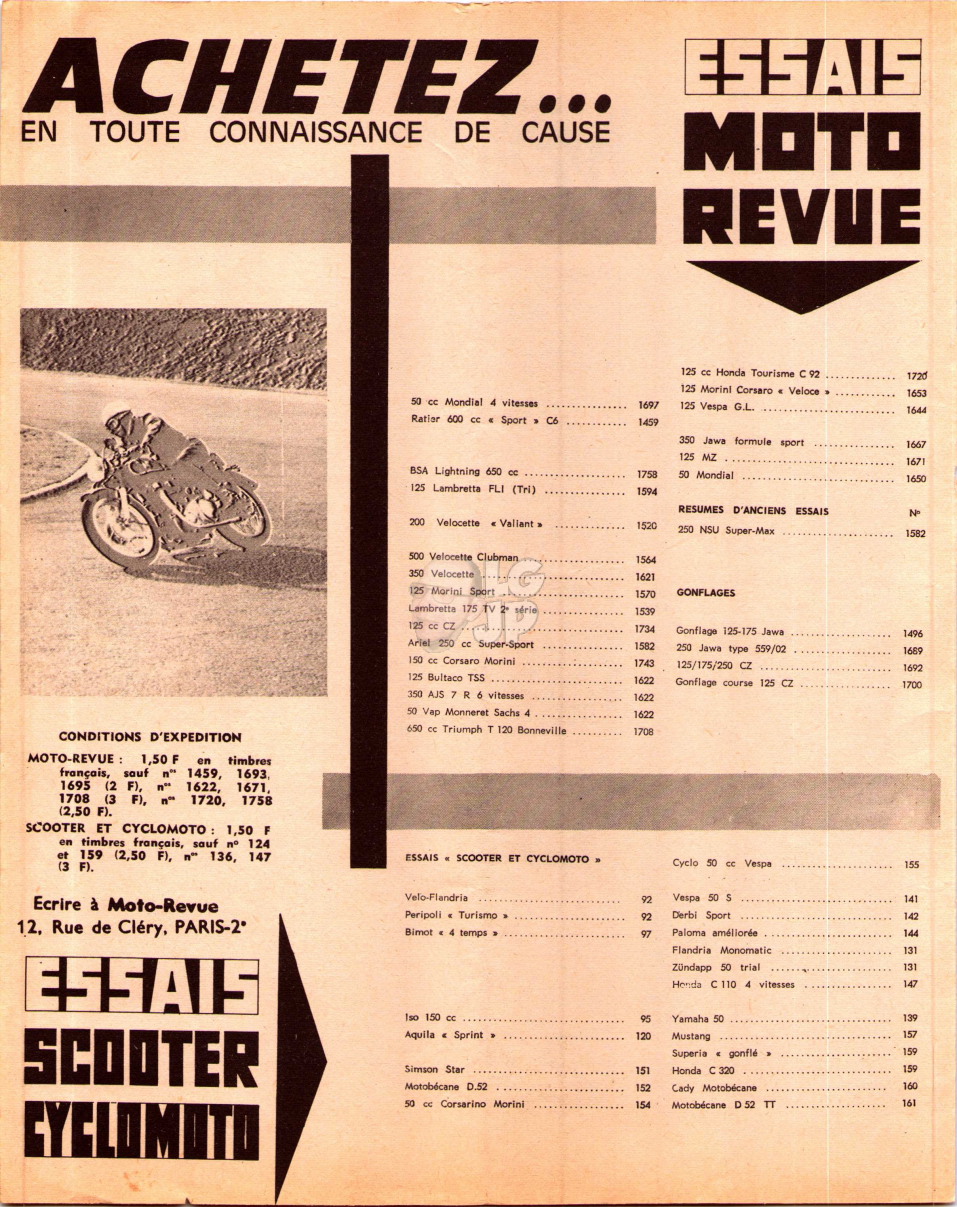 ACHETEZ...
EN TOUTE CONNAISSANCE DE CAUSE
ESSAIS
MOTO
REVUE
50 cc Mondial 4 vitesses ................ 1697
Ratier 600 cc « Sport » C6 ............ 1459
BSA Lightning 650 cc .................... 1758
125 Lambretta FLI (Tri) ................ 1594
200 Velocette « Valiant » .............. 1520
500 Velocette Clubman ................ 1564
350 Velocette ............................ 1621
125 Morini Sport ........................ 1570
Lambretta 175 TV 2e série ................ 1539
125 cc CZ ................................ 1734
Ariel 250 cc Super-Sport ................ 1582
150 cc Corsaro Morini .................... 1743
125 Bultaco TSS .......................... 1622
350 AJS 7 R 6 vitesses .................. 1622
50 Vap Monneret Sachs 4 ................ 1622
650 cc Triumph T 120 Bonneville .......... 1708
125 cc Honda Tourisme C 92 ............ 1720
125 Morini Corsaro « Veloce » ............ 1653
125 Vespa G.L. .......................... 1644
350 Jawa formule sport ................ 1667
125 MZ .................................. 1671
50 Mondial .............................. 1650
RESUMES D'ANCIENS ESSAIS No
250 NSU Super-Max .................... 1582
GONFLAGES
Gonflage 125-175 Jawa .................. 1496
250 Jawa type 559/02 .................. 1689
125/175/250 CZ ........................ 1692
Gonflage course 125 CZ ................ 1700
LG
JP
CONDITIONS D'EXPEDITION
MOTO-REVUE : 1,50 F en timbres
français, sauf nos 1459, 1693,
1695 (2 F), nos 1622, 1671,
1708 (3 F), nos 1720, 1758
(2,50 F).
SCOOTER ET CYCLOMOTO : 1,50 F
en timbres français, sauf no 124
et 159 (2,50 F), nos 136, 147
(3 F).
Ecrire à Moto-Revue
12, Rue de Cléry, PARIS-2e
ESSAIS
SCOOTER
CYCLOMOTO
ESSAIS « SCOOTER ET CYCLOMOTO »
Velo-Flandria ............................ 92
Peripoli « Turismo » .................... 92
Bimot « 4 temps » ...................... 97
Iso 150 cc .............................. 95
Aquila « Sprint » ........................ 120
Simson Star .............................. 151
Motobécane D.52 ........................ 152
50 cc Corsarino Morini .................. 154
Cyclo 50 cc Vespa ...................... 155
Vespa 50 S .............................. 141
Derbi Sport .............................. 142
Paloma améliorée ........................ 144
Flandria Monomatic ...................... 131
Zündapp 50 trial ........................ 131
Honda C 110 4 vitesses ................ 147
Yamaha 50 .............................. 139
Mustang ................................ 157
Superia « gonflé » ...................... 159
Honda C 320 ............................ 159
Cady Motobécane ........................ 160
Motobécane D 52 TT .................... 161